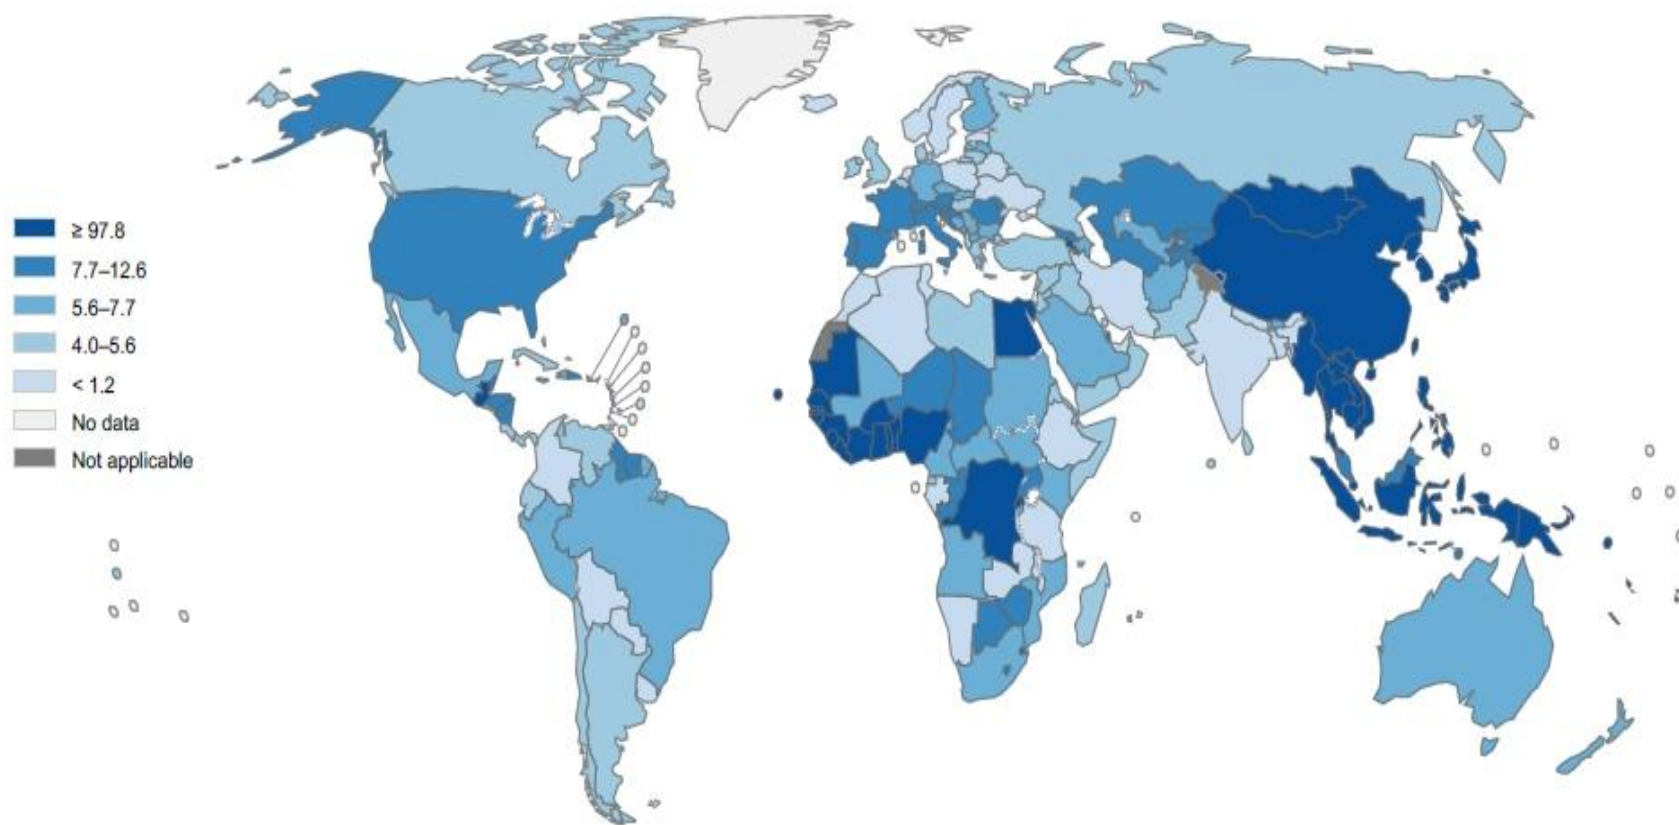 ≥ 97.8
7.7–12.6
5.6–7.7
4.0–5.6
< 1.2
No data
Not applicable